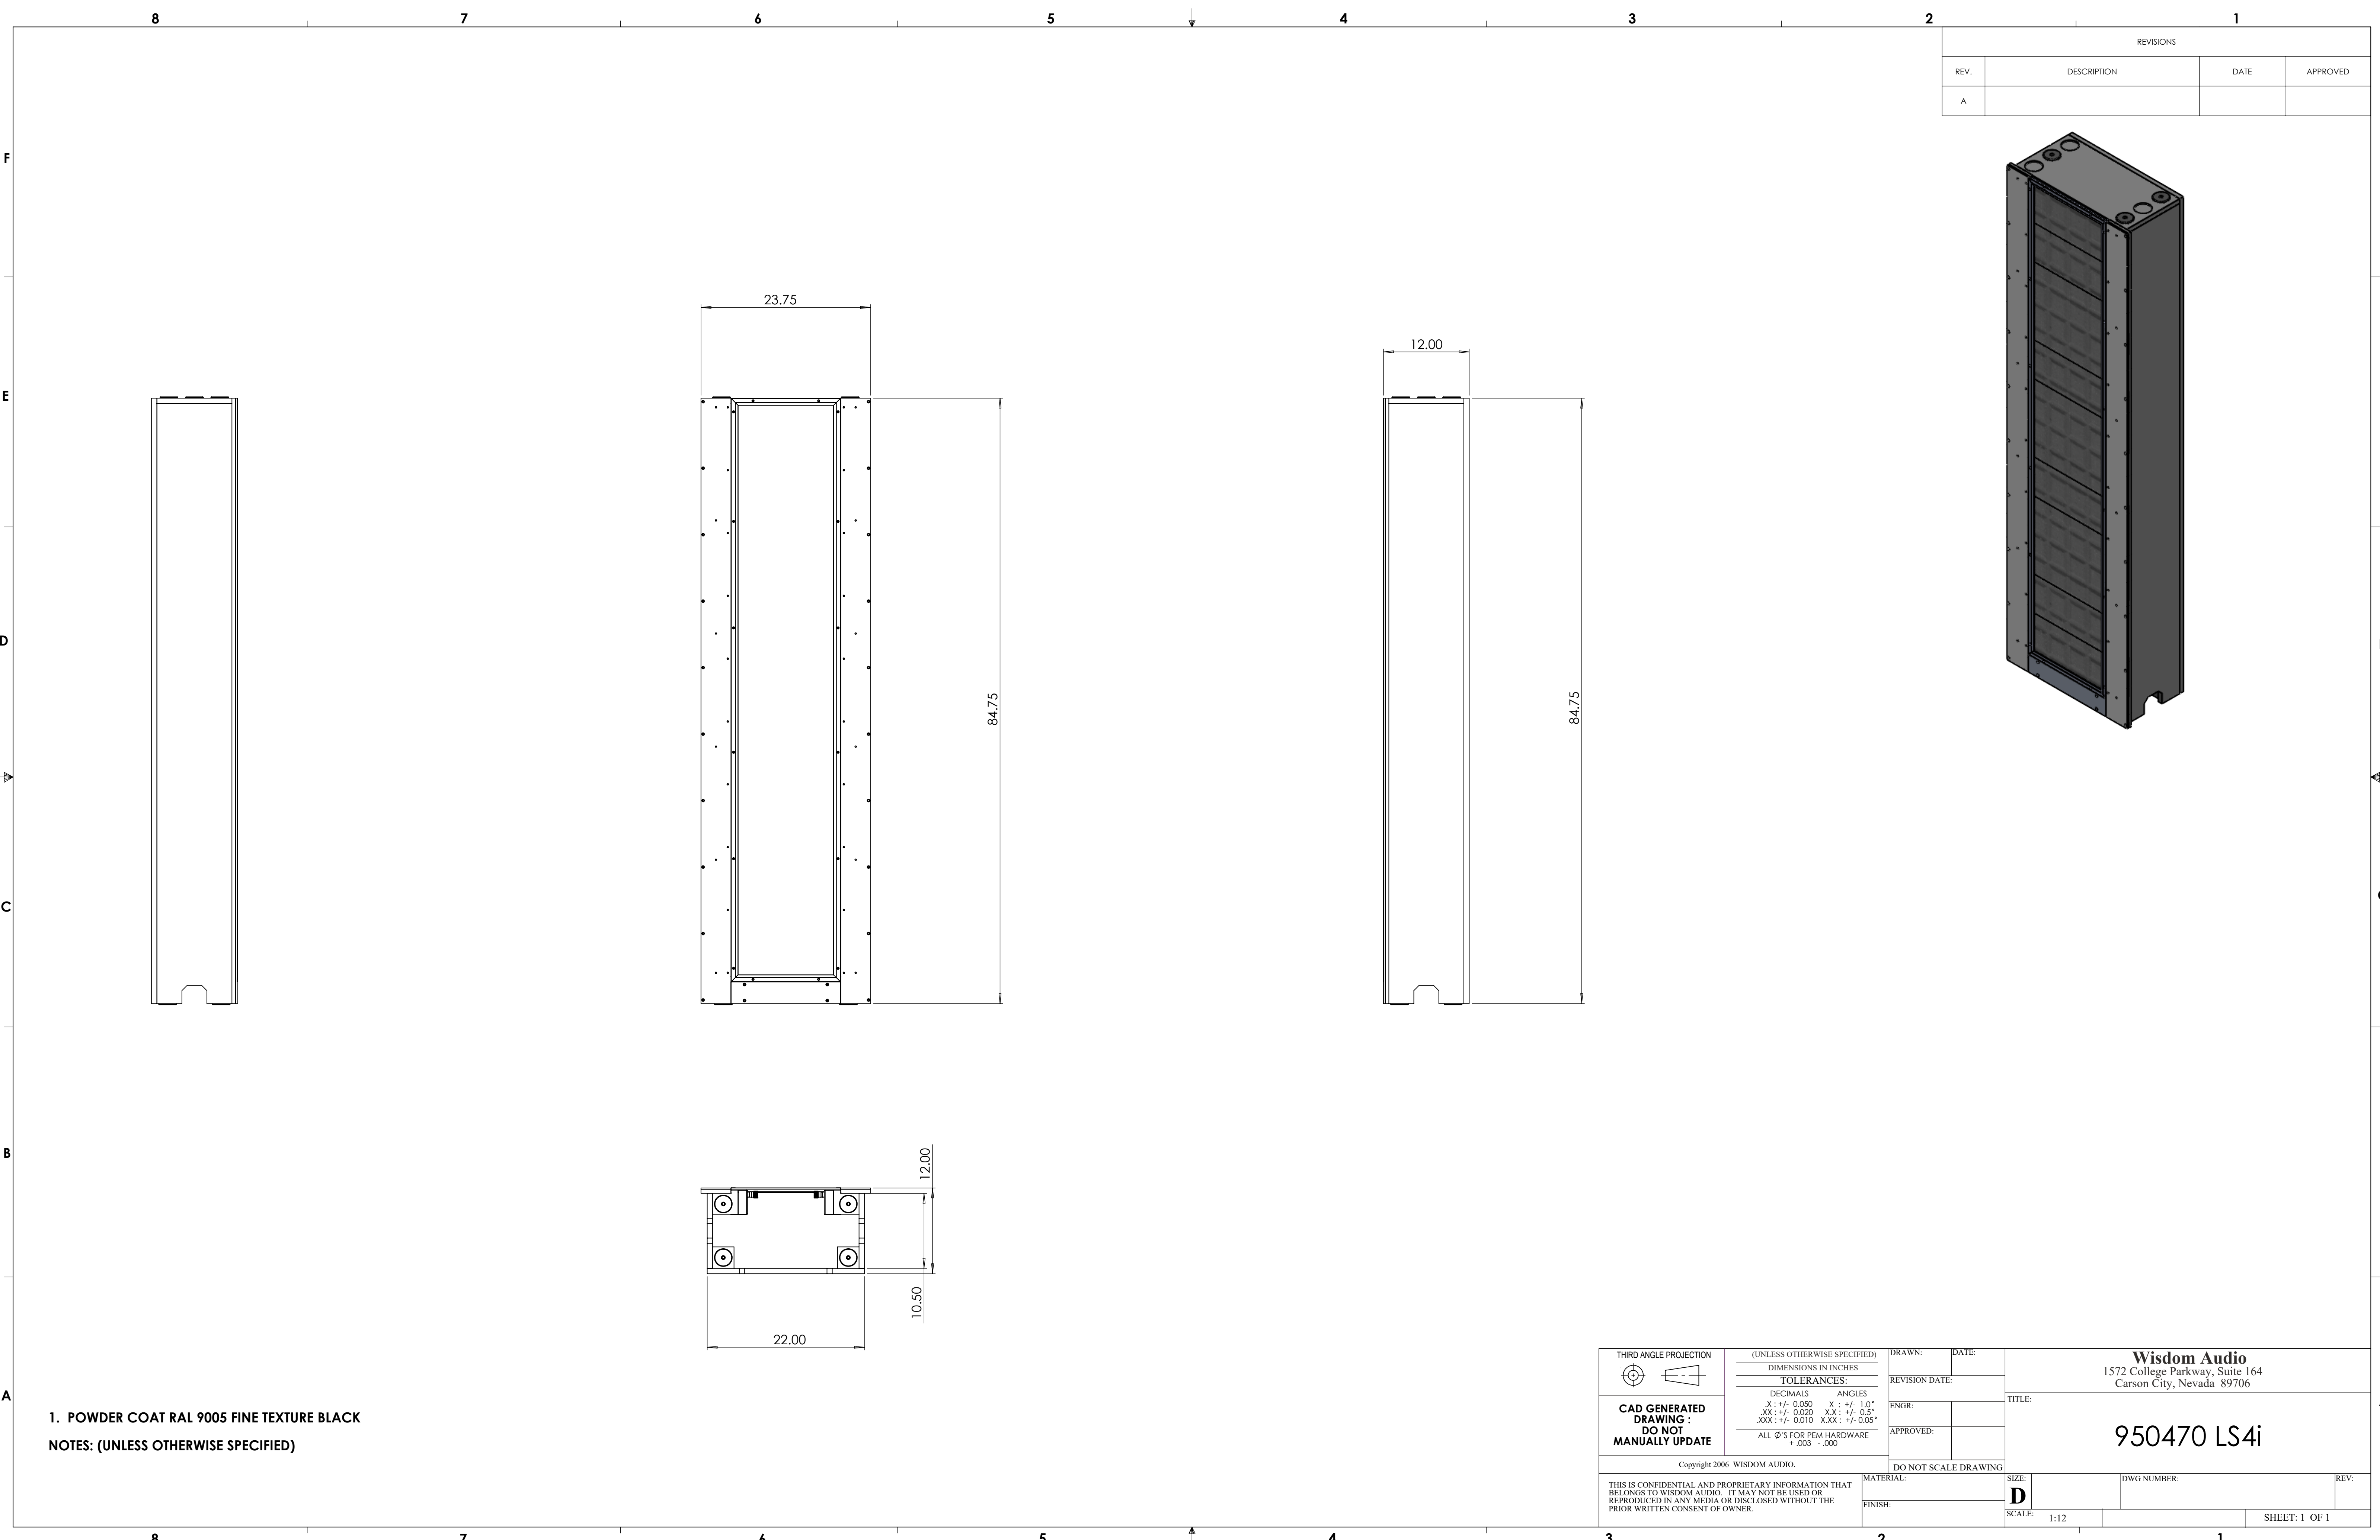 8 7 6 5 4 3 2 1
REVISIONS
REV. DESCRIPTION DATE APPROVED
A
F
E
D
C
B
A
23.75
84.75
12.00
84.75
12.00
10.50
22.00
1. POWDER COAT RAL 9005 FINE TEXTURE BLACK
NOTES: (UNLESS OTHERWISE SPECIFIED)
THIRD ANGLE PROJECTION
CAD GENERATED
DRAWING :
DO NOT
MANUALLY UPDATE
(UNLESS OTHERWISE SPECIFIED)
DIMENSIONS IN INCHES
TOLERANCES:
DECIMALS ANGLES
.X : +/- 0.050 X : +/- 1.0°
.XX : +/- 0.020 X.X : +/- 0.5°
.XXX : +/- 0.010 X.XX : +/- 0.05°
ALL Ø'S FOR PEM HARDWARE
+ .003 - .000
Copyright 2006 WISDOM AUDIO.
THIS IS CONFIDENTIAL AND PROPRIETARY INFORMATION THAT
BELONGS TO WISDOM AUDIO. IT MAY NOT BE USED OR
REPRODUCED IN ANY MEDIA OR DISCLOSED WITHOUT THE
PRIOR WRITTEN CONSENT OF OWNER.
DRAWN: DATE:
REVISION DATE:
ENGR:
APPROVED:
DO NOT SCALE DRAWING
MATERIAL:
FINISH:
Wisdom Audio
1572 College Parkway, Suite 164
Carson City, Nevada 89706
TITLE:
950470 LS4i
SIZE: DWG NUMBER: REV:
D
SCALE: 1:12 SHEET: 1 OF 1
8 7 6 5 4 3 2 1